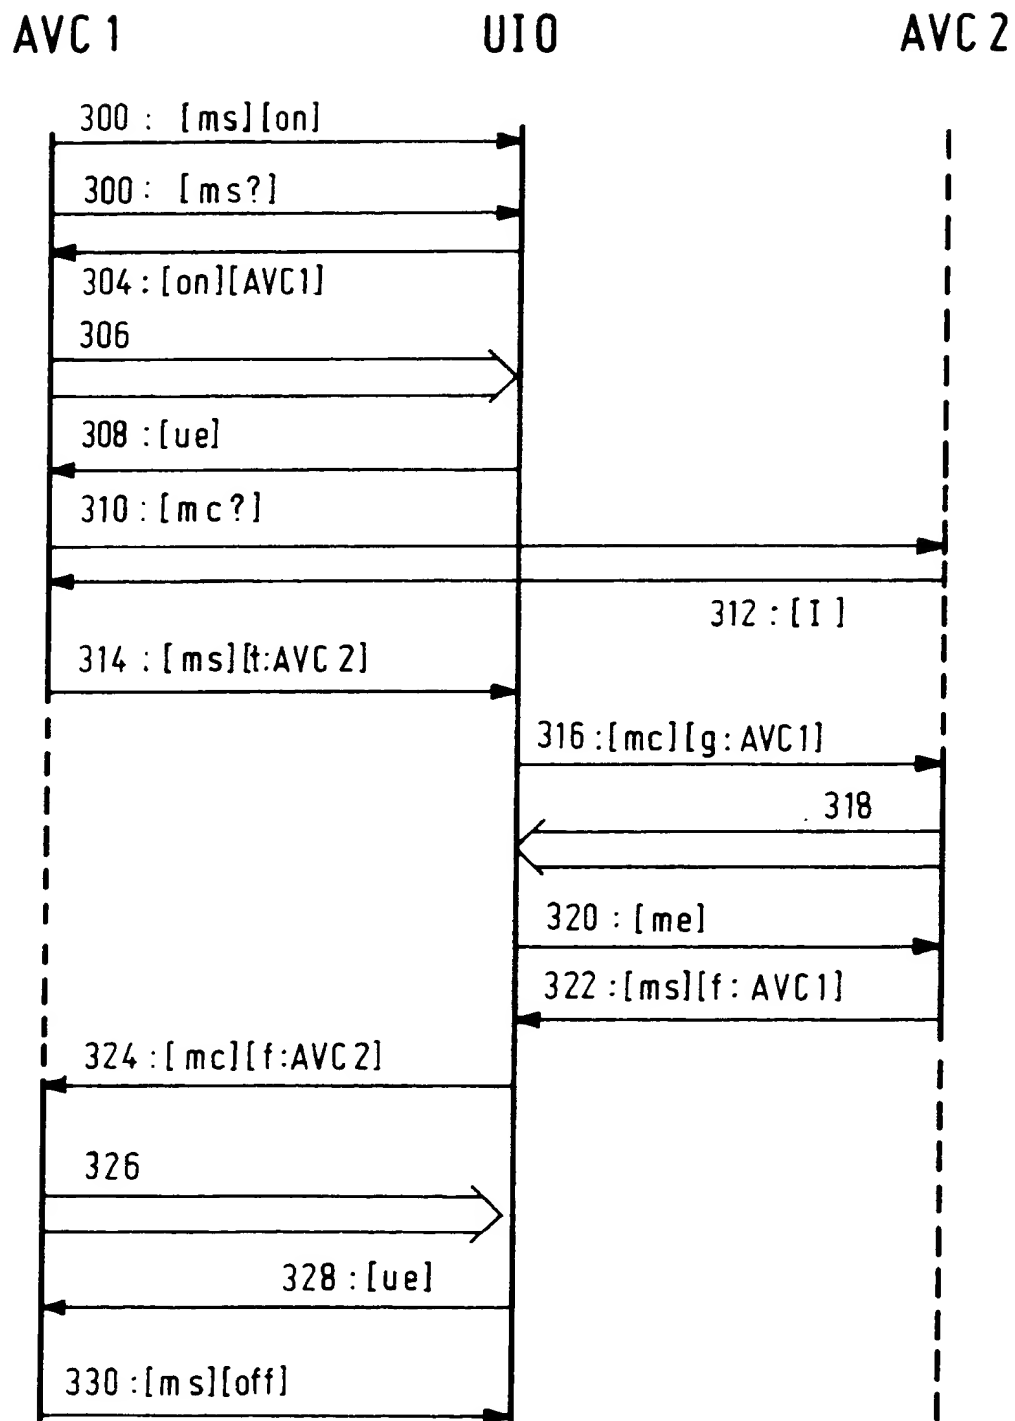 AVC 1 UIO AVC 2
300 : [ms][on]
300 : [ms?]
304 : [on][AVC1]
306
308 : [ue]
310 : [mc?]
312 : [I ]
314 : [ms][t:AVC 2]
316 : [mc][g: AVC1]
318
320 : [me]
322 : [ms][f: AVC1]
324 : [mc][f:AVC 2]
326
328 : [ue]
330 : [ms][off]